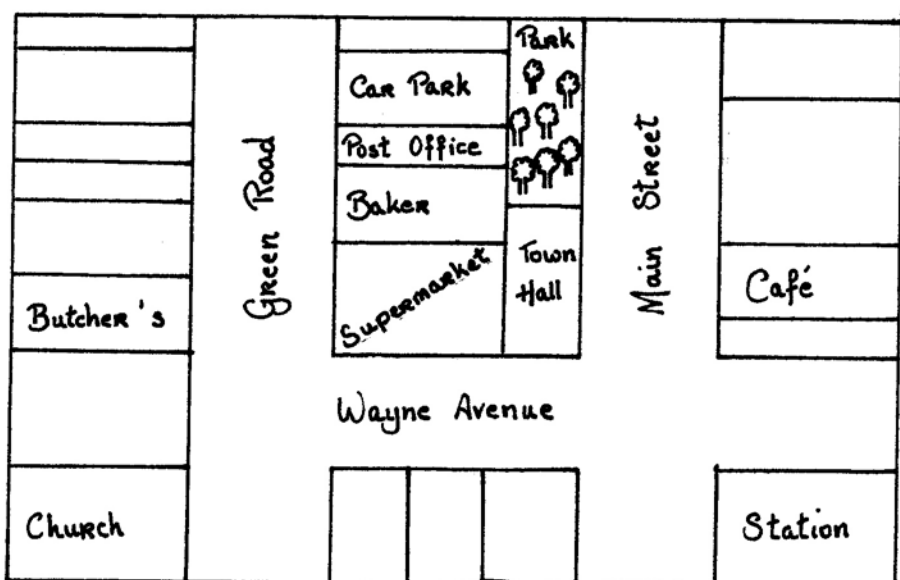 Park
Car Park
Post Office
Baker
Supermarket
Town
Hall
Green Road
Main Street
Café
Butcher's
Wayne Avenue
Church
Station